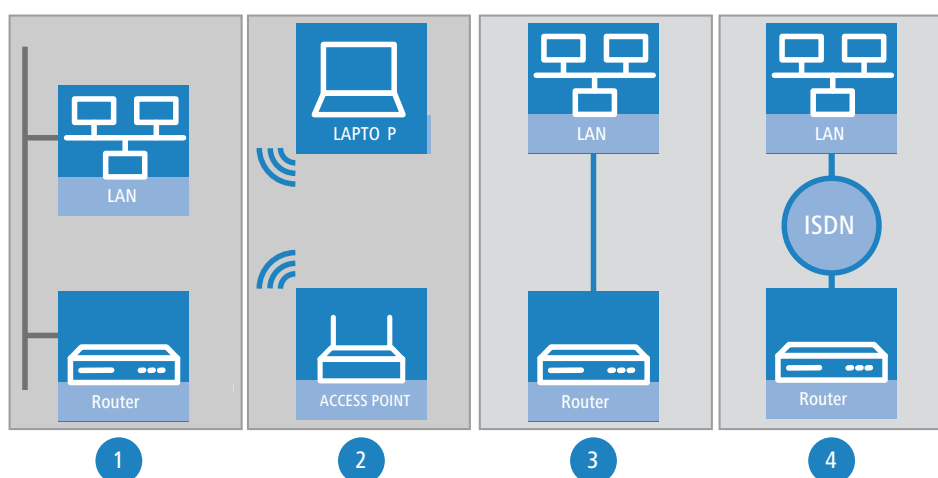 LAN
Router
1
LAPTO P
ACCESS POINT
2
LAN
Router
3
LAN
ISDN
Router
4